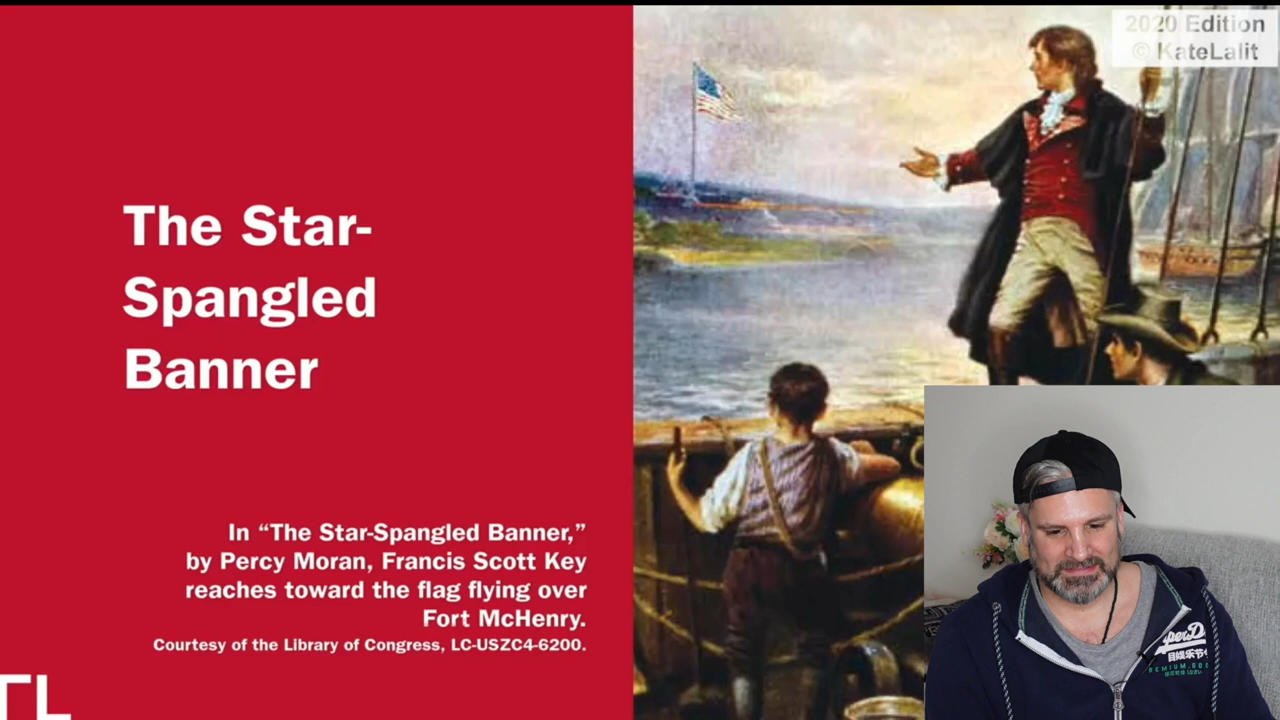 2020 Edition
© KateLalit
The Star-
Spangled
Banner
In “The Star-Spangled Banner,”
by Percy Moran, Francis Scott Key
reaches toward the flag flying over
Fort McHenry.
Courtesy of the Library of Congress, LC-USZC4-6200.